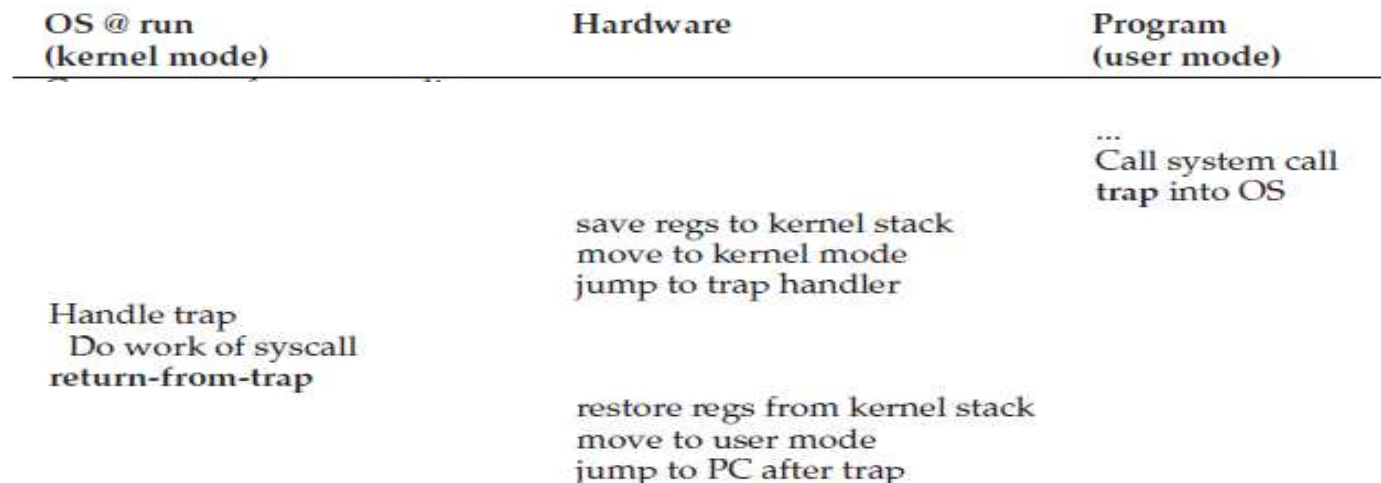 OS @ run Hardware Program
(kernel mode) (user mode)
...
Call system call
trap into OS
save regs to kernel stack
move to kernel mode
jump to trap handler
Handle trap
Do work of syscall
return-from-trap
restore regs from kernel stack
move to user mode
jump to PC after trap